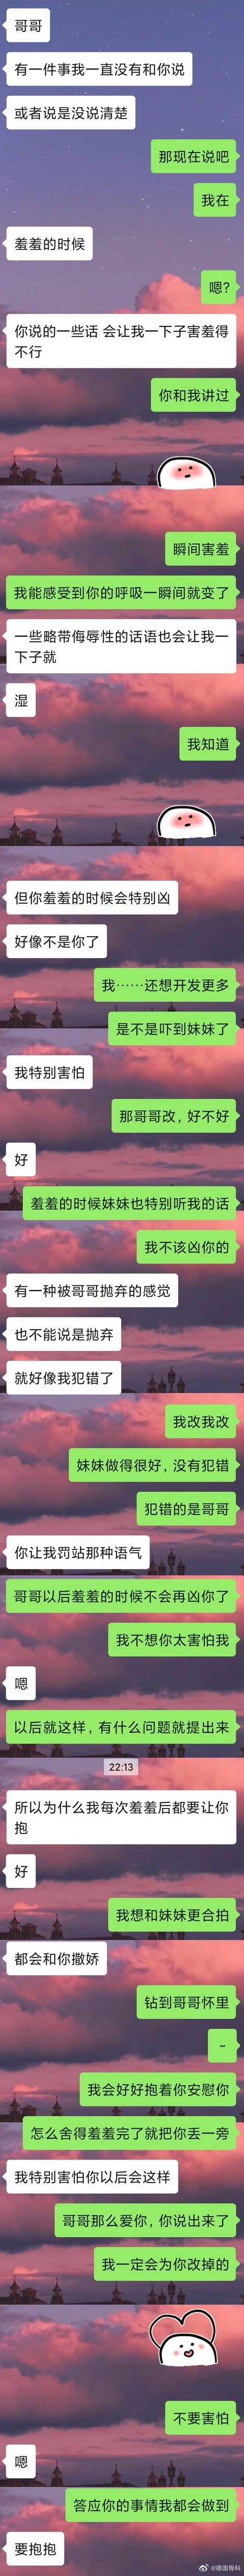 哥哥
有一件事我一直没有和你说
或者说是没说清楚
那现在说吧
我在
羞羞的时候
嗯?
你说的一些话 会让我一下子害羞得
不行
你和我讲过
瞬间害羞
我能感受到你的呼吸一瞬间就变了
一些略带侮辱性的话语也会让我一
下子就
湿
我知道
但你羞羞的时候会特别凶
好像不是你了
我……还想开发更多
是不是吓到妹妹了
我特别害怕
那哥哥改,好不好
好
羞羞的时候妹妹也特别听我的话
我不该凶你的
有一种被哥哥抛弃的感觉
也不能说是抛弃
就好像我犯错了
我改我改
妹妹做得很好,没有犯错
犯错的是哥哥
你让我罚站那种语气
哥哥以后羞羞的时候不会再凶你了
我不想你太害怕我
嗯
以后就这样,有什么问题就提出来
22:13
所以为什么我每次羞羞后都要让你
抱
好
我想和妹妹更合拍
都会和你撒娇
钻到哥哥怀里
~
我会好好抱着你安慰你
怎么舍得羞羞完了就把你丢一旁
我特别害怕你以后会这样
哥哥那么爱你,你说出来了
我一定会为你改掉的
不要害怕
嗯
答应你的事情我都会做到
要抱抱
@德国骨科